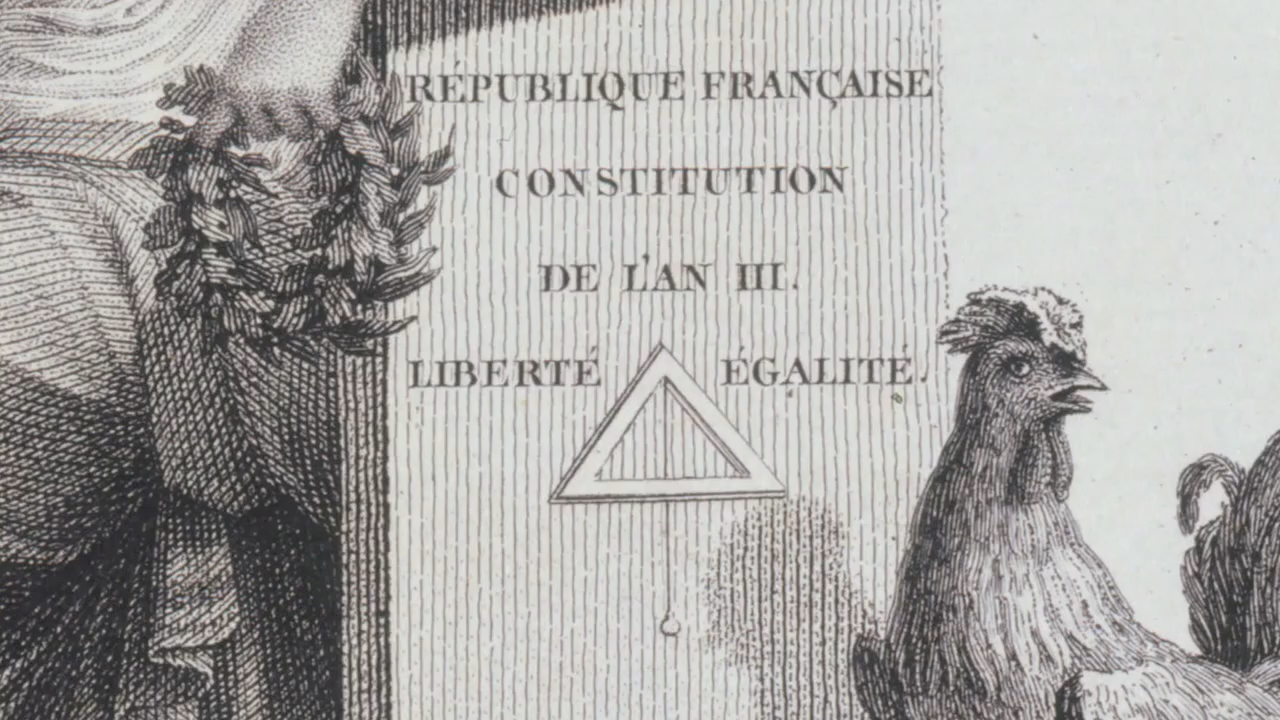 RÉPUBLIQUE FRANÇAISE
CONSTITUTION
DE L'AN III.
LIBERTÉ ÉGALITÉ.